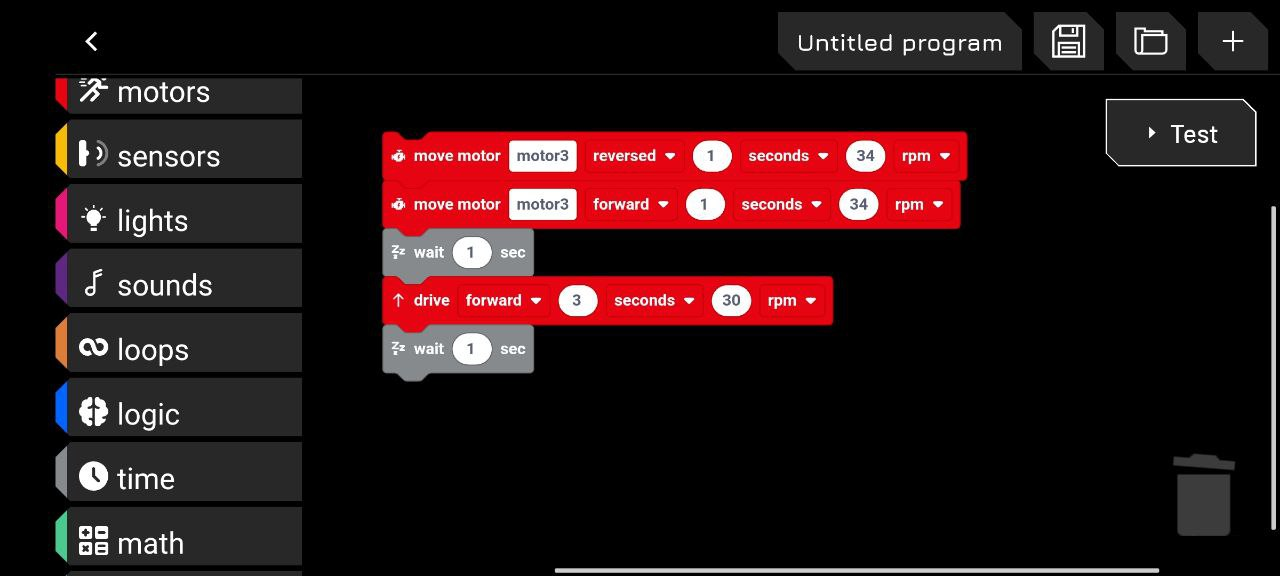 Untitled program
motors
sensors
lights
sounds
loops
logic
time
math
Test
move motor motor3 reversed 1 seconds 34 rpm
move motor motor3 forward 1 seconds 34 rpm
Zz wait 1 sec
drive forward 3 seconds 30 rpm
Zz wait 1 sec